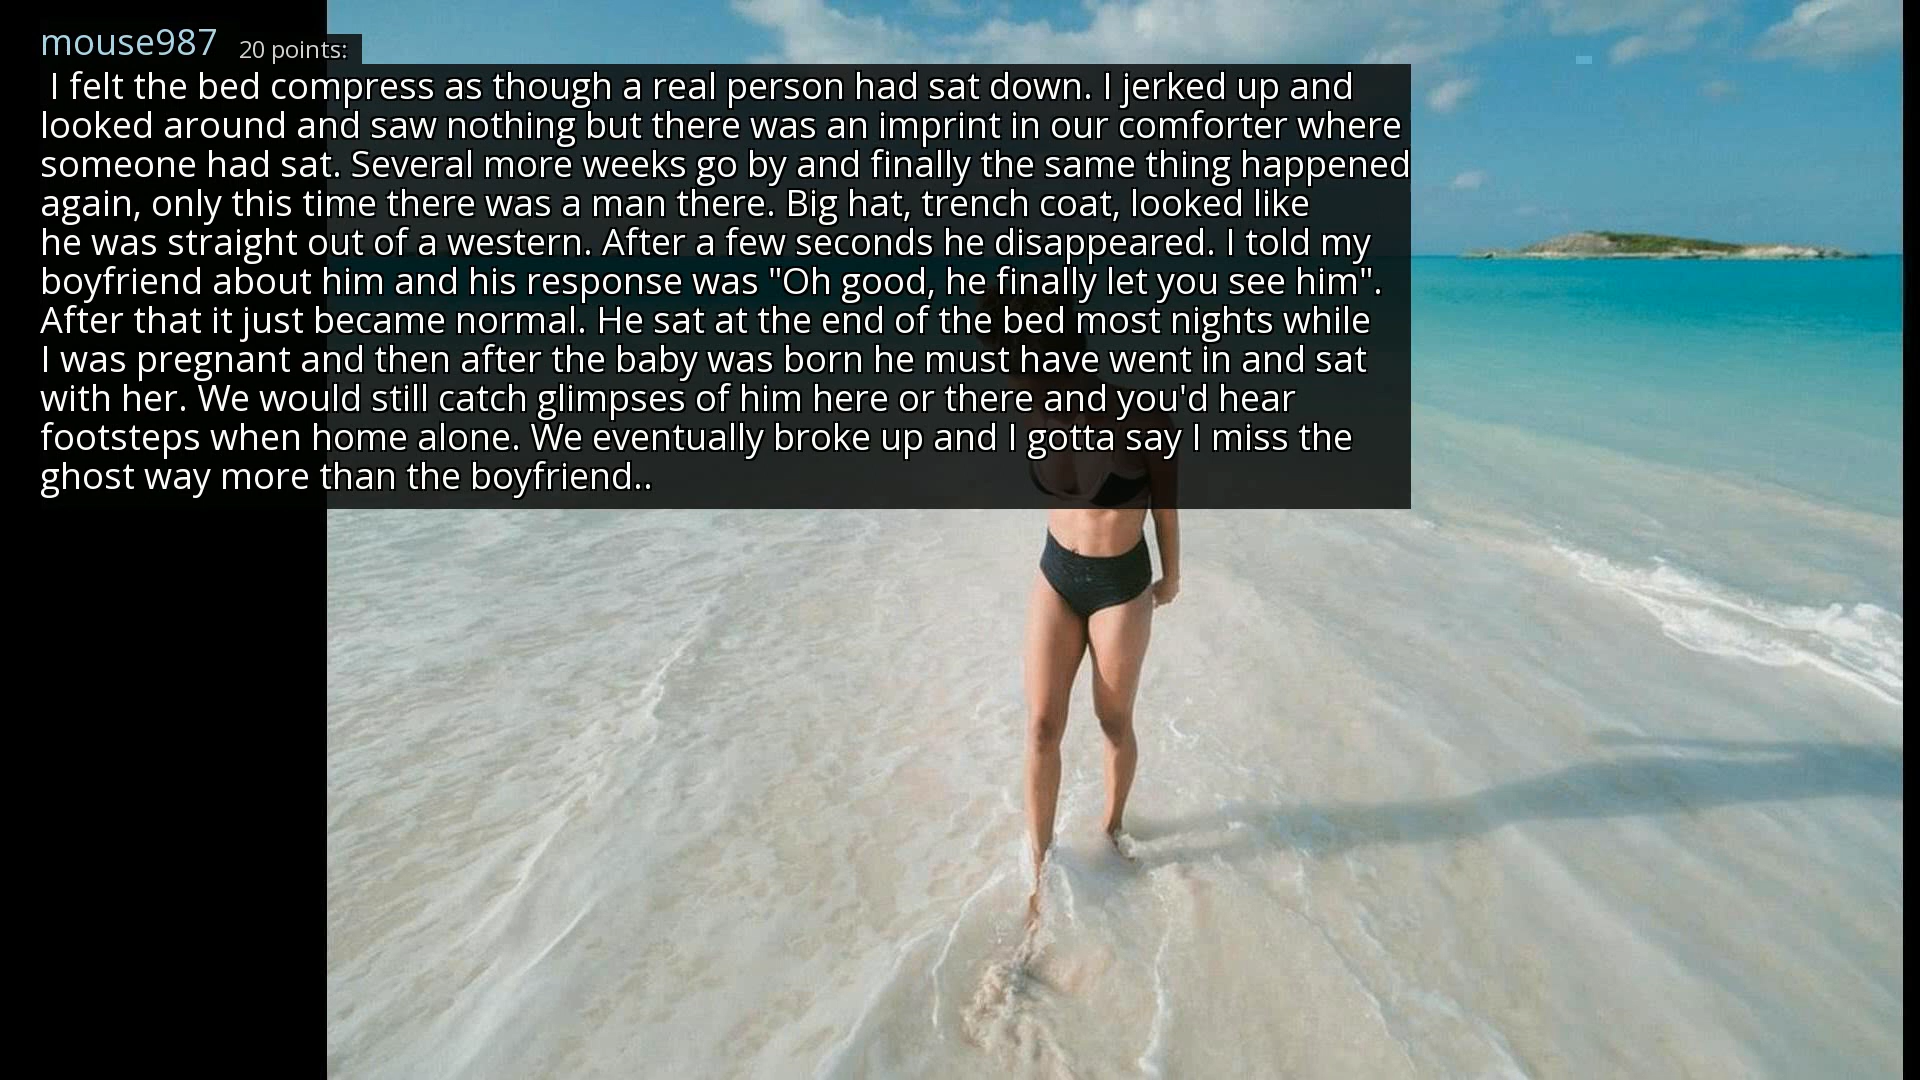 mouse987 20 points:
I felt the bed compress as though a real person had sat down. I jerked up and
looked around and saw nothing but there was an imprint in our comforter where
someone had sat. Several more weeks go by and finally the same thing happened
again, only this time there was a man there. Big hat, trench coat, looked like
he was straight out of a western. After a few seconds he disappeared. I told my
boyfriend about him and his response was "Oh good, he finally let you see him".
After that it just became normal. He sat at the end of the bed most nights while
I was pregnant and then after the baby was born he must have went in and sat
with her. We would still catch glimpses of him here or there and you'd hear
footsteps when home alone. We eventually broke up and I gotta say I miss the
ghost way more than the boyfriend..